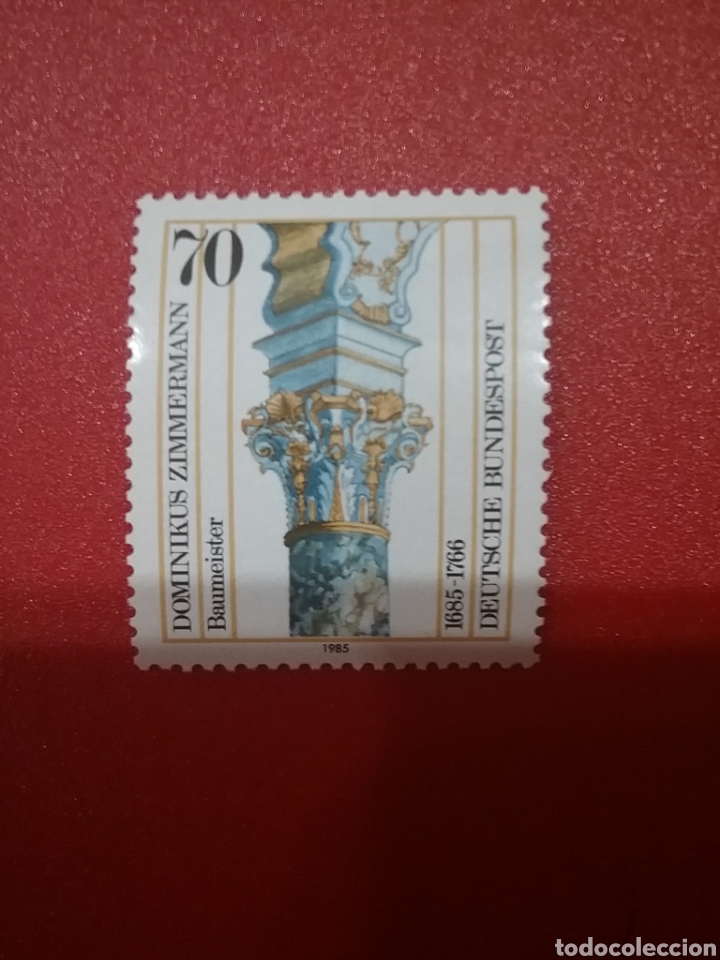 70
DOMINIKUS ZIMMERMANN
Baumeister
1685-1766
DEUTSCHE BUNDESPOST
1985
todocoleccion